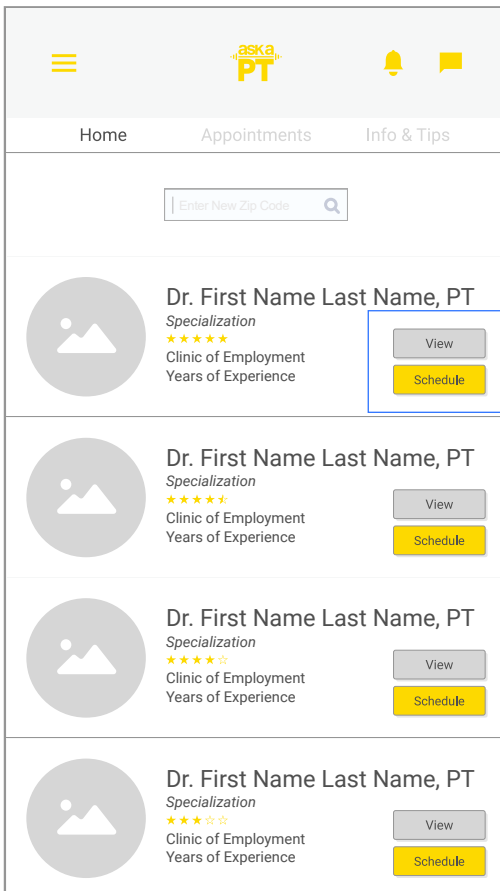 aska
PT
Home Appointments Info & Tips
Enter New Zip Code
Dr. First Name Last Name, PT
Specialization
★★★★★
Clinic of Employment
Years of Experience
View
Schedule
Dr. First Name Last Name, PT
Specialization
Clinic of Employment
Years of Experience
View
Schedule
Dr. First Name Last Name, PT
Specialization
★★★★☆
Clinic of Employment
Years of Experience
View
Schedule
Dr. First Name Last Name, PT
Specialization
★★★☆☆
Clinic of Employment
Years of Experience
View
Schedule